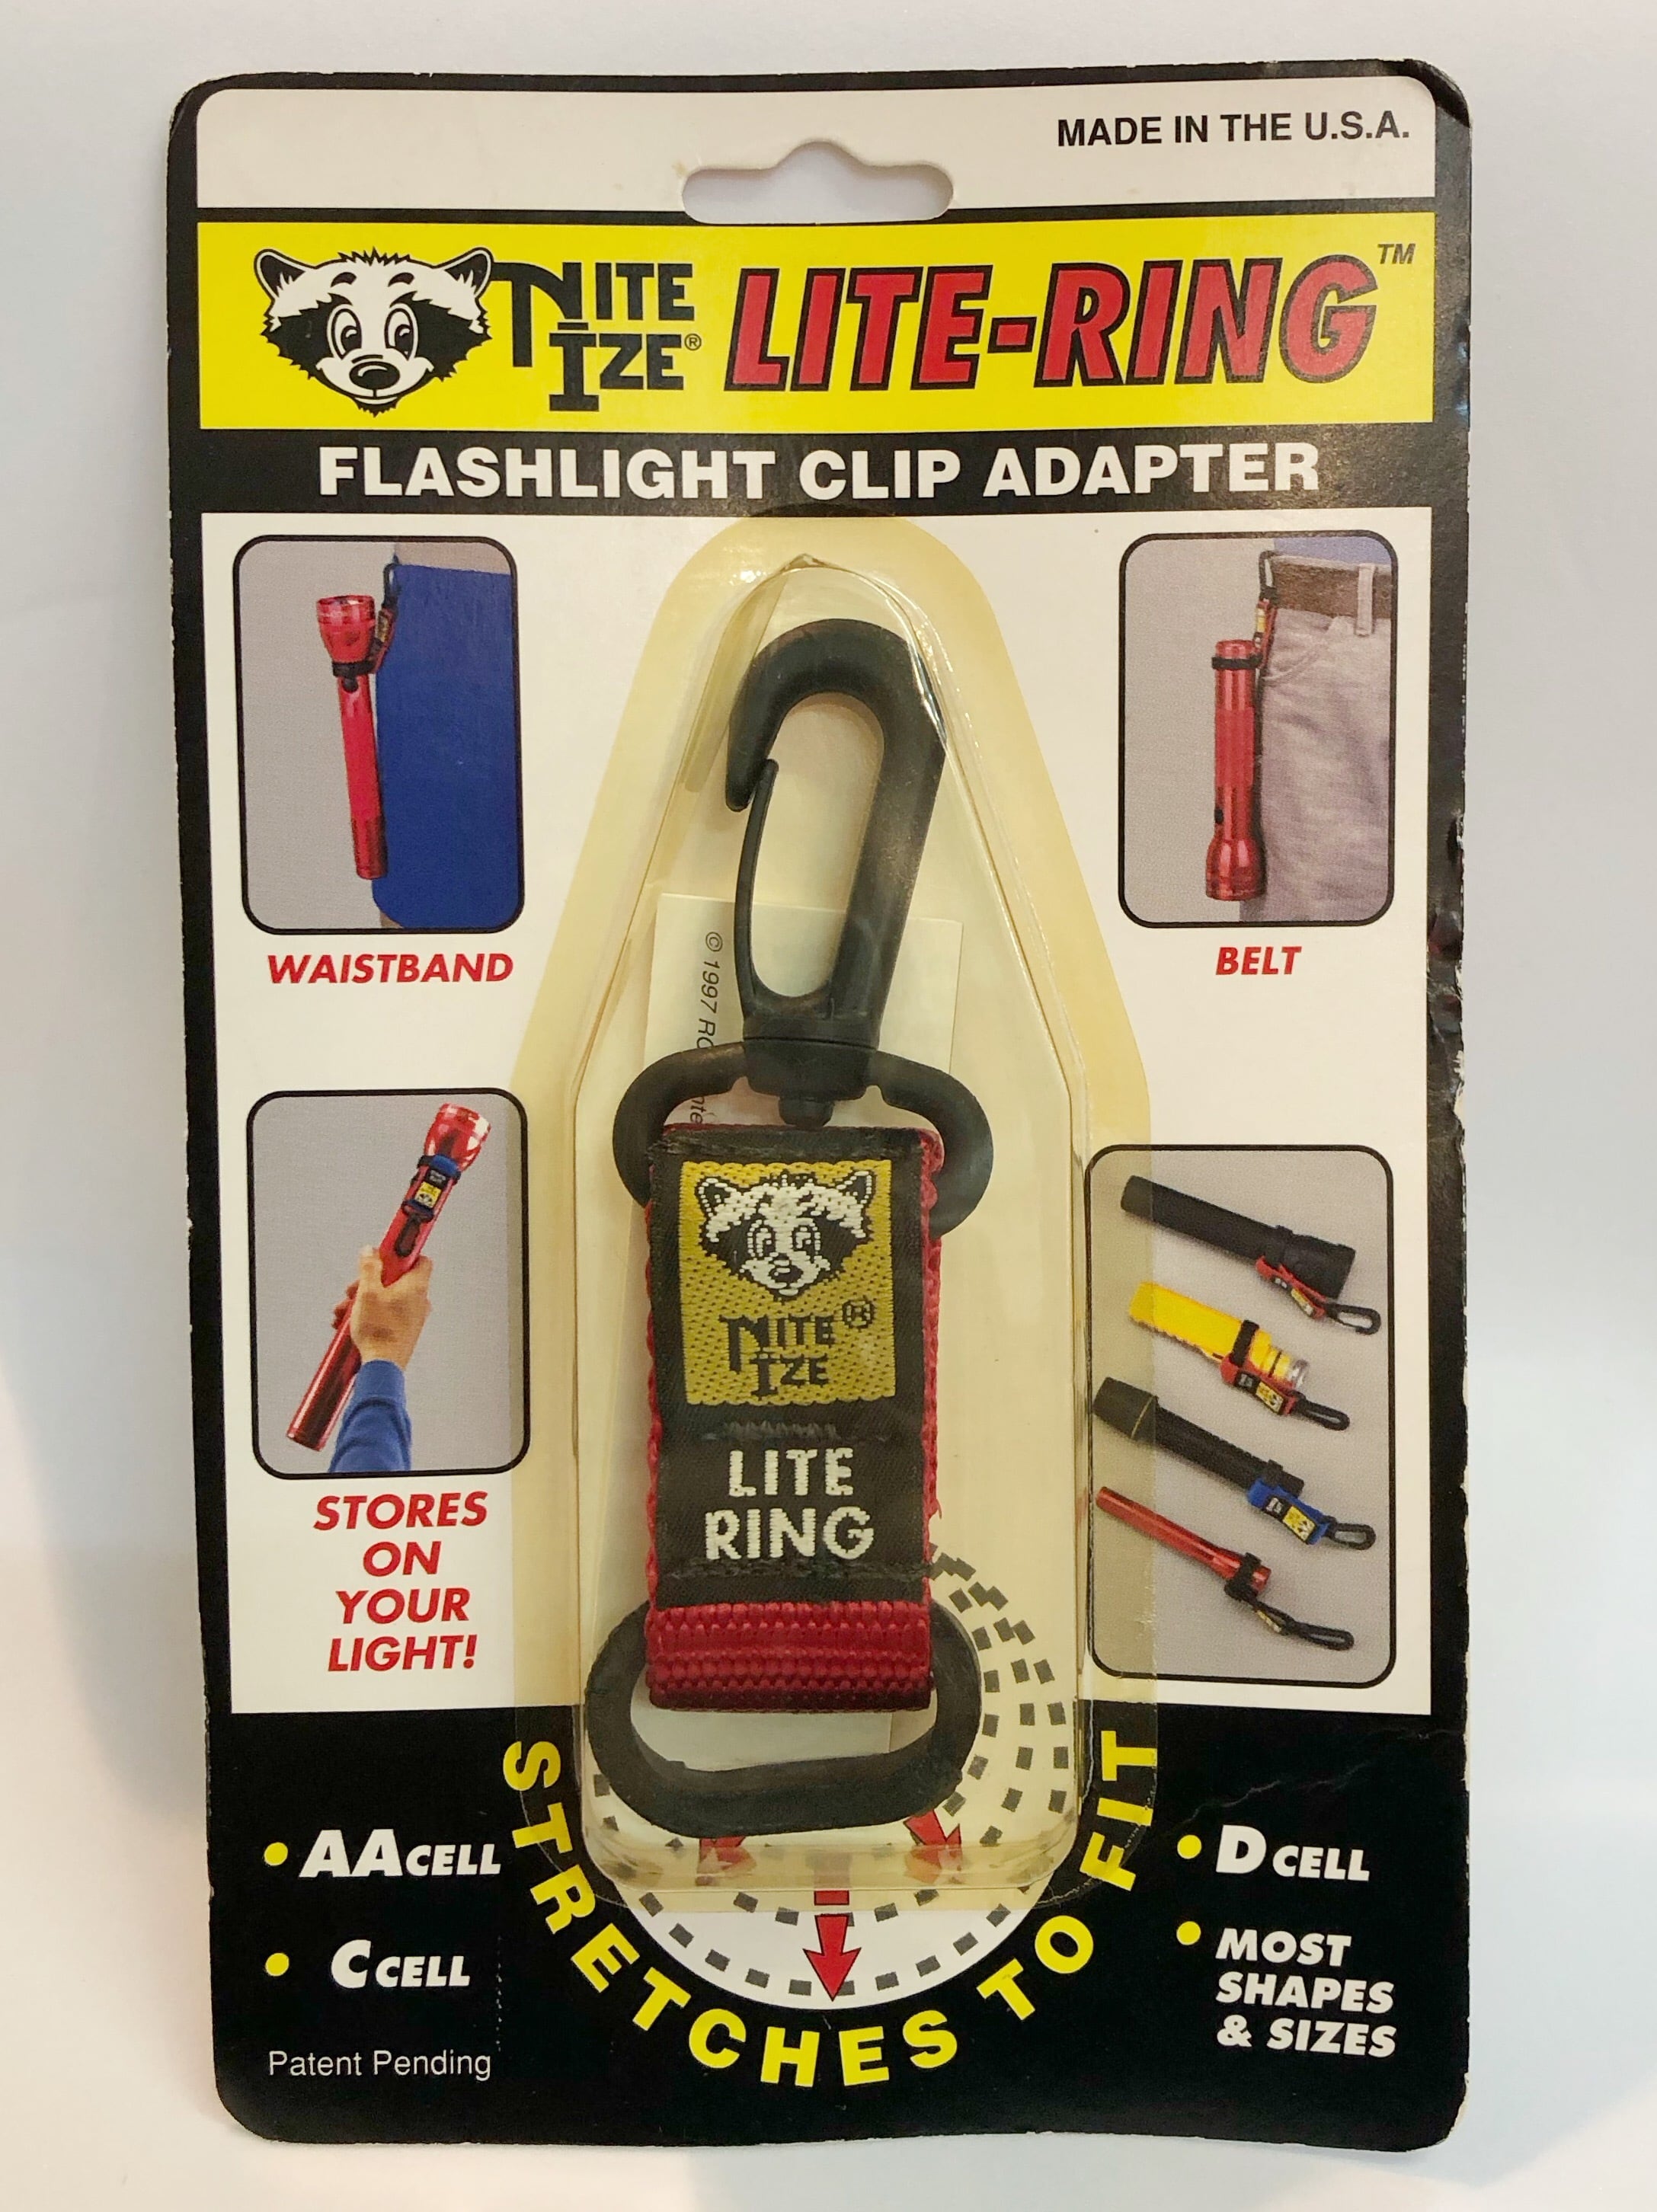 MADE IN THE U.S.A.
NITE IZE® LITE-RING™
FLASHLIGHT CLIP ADAPTER
WAISTBAND
BELT
© 1997
NITE ®
IZE
LITE
RING
STORES
ON
YOUR
LIGHT!
STRETCHES TO FIT
• AA CELL
• C CELL
• D CELL
• MOST
SHAPES
& SIZES
Patent Pending